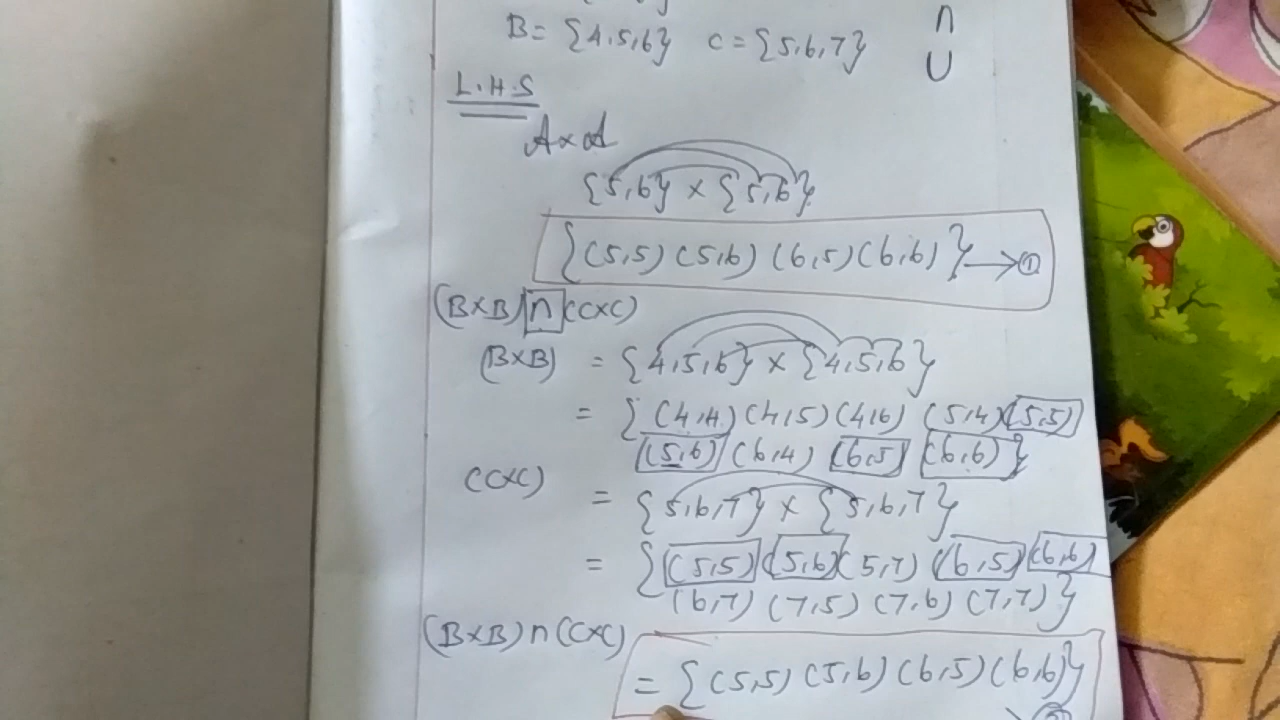 B= {4,5,6} C = {5,6,7}
∩
∪
L.H.S
A×A
{5,6} × {5,6}
{(5,5) (5,6) (6,5) (6,6)} → ①
(B×B) ∩ (C×C)
(B×B) = {4,5,6} × {4,5,6}
= { (4,4) (4,5) (4,6) (5,4) (5,5)
(5,6) (6,4) (6,5) (6,6) }
(C×C)
= {5,6,7} × {5,6,7}
= { (5,5) (5,6) (5,7) (6,5) (6,6)
(6,7) (7,5) (7,6) (7,7) }
(B×B) ∩ (C×C)
= { (5,5) (5,6) (6,5) (6,6) }